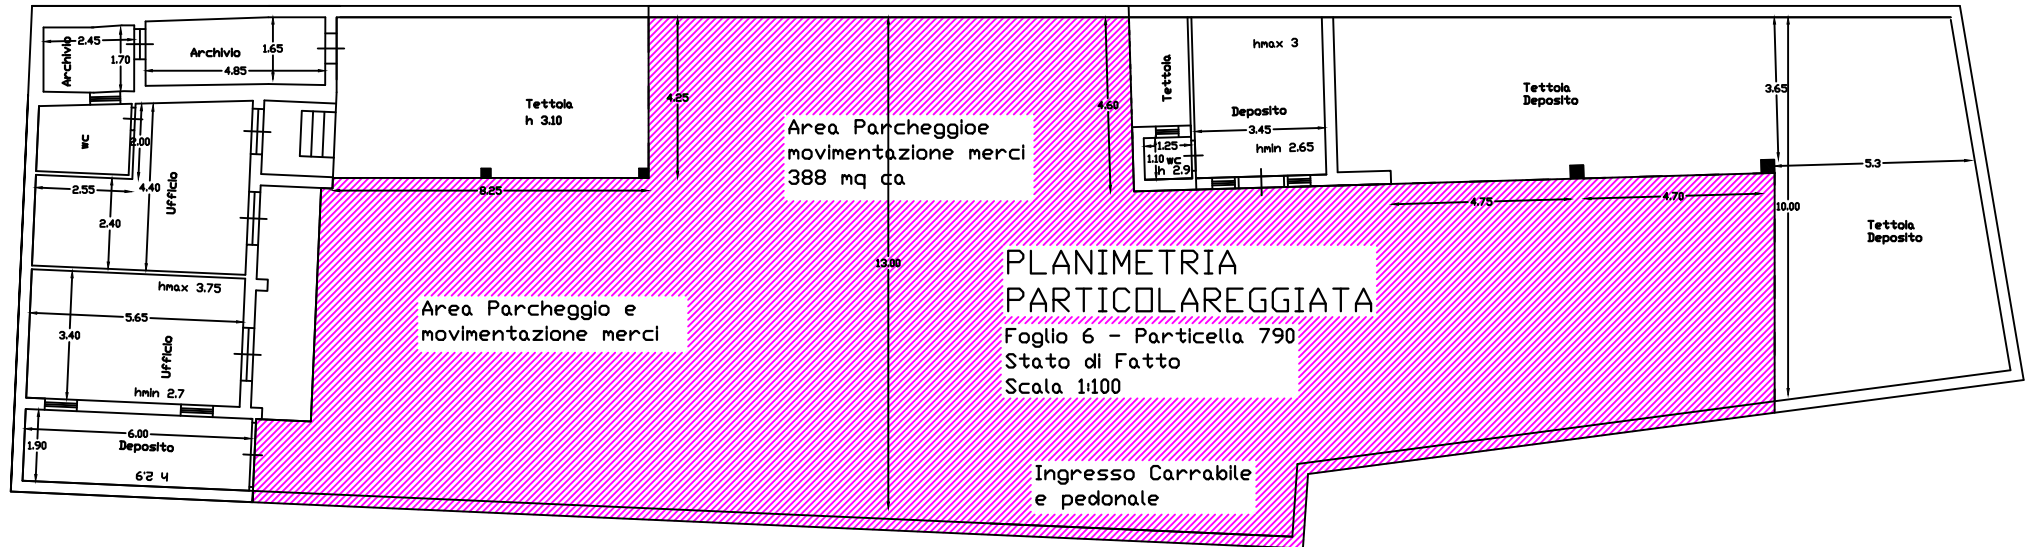 2.45
Archivio
1.70
Archivio
1.65
4.85
wc
2.00
2.55
4.40
Ufficio
2.40
hmax 3.75
5.65
3.40
Ufficio
hmin 2.7
6.00
1.90
Deposito
h 2.9
Tettoia
h 3.10
4.25
8.25
Area Parcheggioe
movimentazione merci
388 mq ca
4.60
13.00
Area Parcheggio e
movimentazione merci
PLANIMETRIA
PARTICOLAREGGIATA
Foglio 6 - Particella 790
Stato di Fatto
Scala 1:100
Ingresso Carrabile
e pedonale
Tettoia
hmax 3
Deposito
3.45
hmin 2.65
1.25
1.10
wc
h 2.9
Tettoia
Deposito
3.65
5.3
4.75
4.70
10.00
Tettoia
Deposito